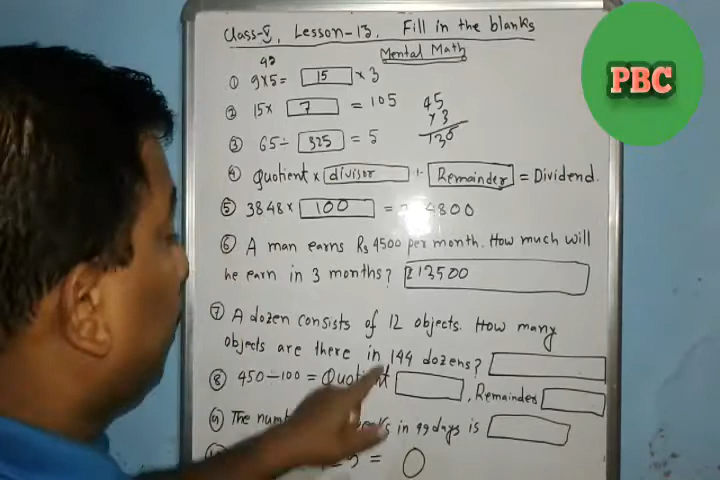 Class-V, Lesson-13. Fill in the blanks
Mental Math
45
① 9×5= 15 ×3
② 15× 7 = 105
45
×3
135
③ 65÷ 325 = 5
④ Quotient × divisor + Remainder = Dividend.
⑤ 3848× 100 = 4800
⑥ A man earns Rs 4500 per month. How much will
he earn in 3 months? ₹13500
⑦ A dozen consists of 12 objects. How many
objects are there in 144 dozens?
⑧ 450÷100 = Quotient , Remainder
⑨ The in 99 days is
= 0
PBC